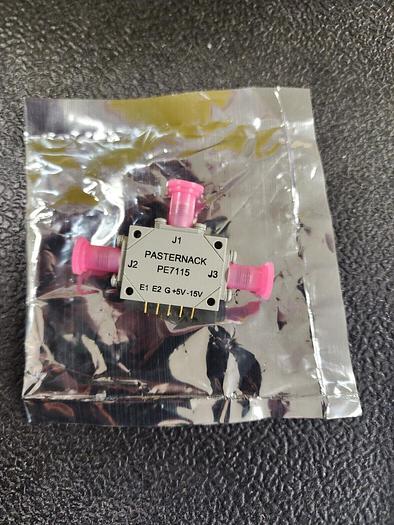 J1
PASTERNACK
J2
PE7115
J3
E1 E2 G +5V -15V